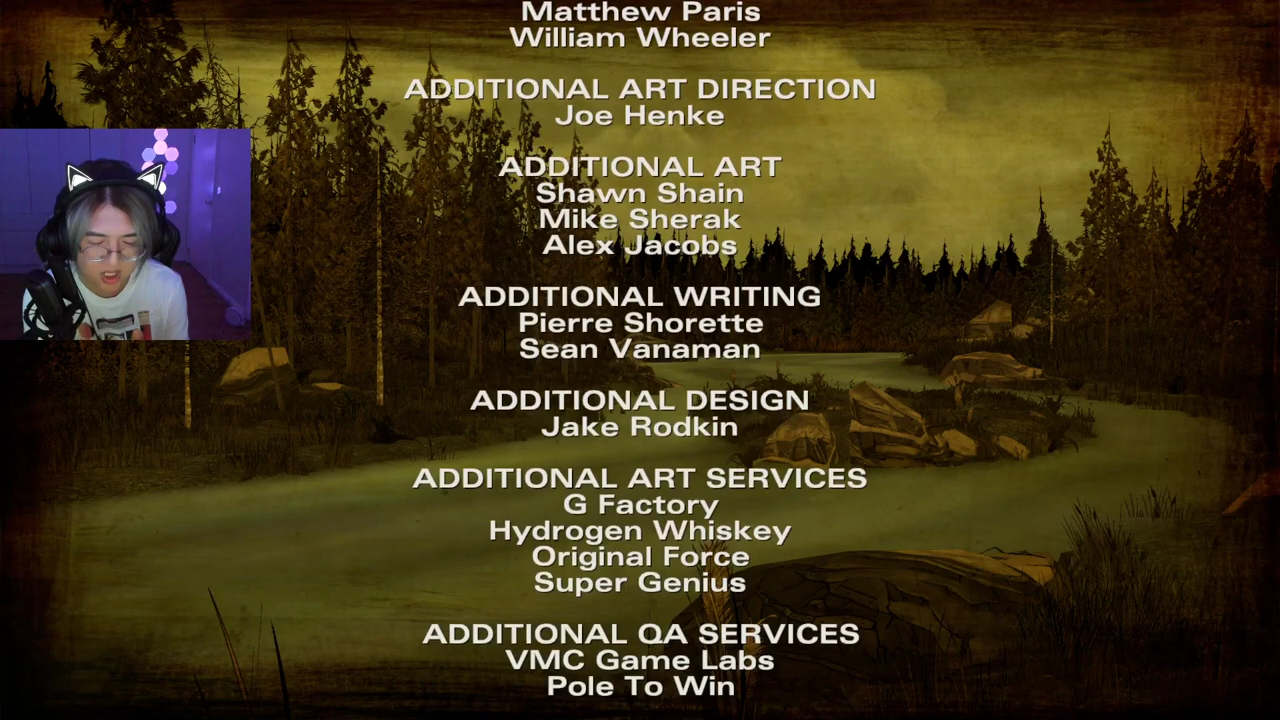 Matthew Paris
William Wheeler
ADDITIONAL ART DIRECTION
Joe Henke
ADDITIONAL ART
Shawn Shain
Mike Sherak
Alex Jacobs
ADDITIONAL WRITING
Pierre Shorette
Sean Vanaman
ADDITIONAL DESIGN
Jake Rodkin
ADDITIONAL ART SERVICES
G Factory
Hydrogen Whiskey
Original Force
Super Genius
ADDITIONAL QA SERVICES
VMC Game Labs
Pole To Win